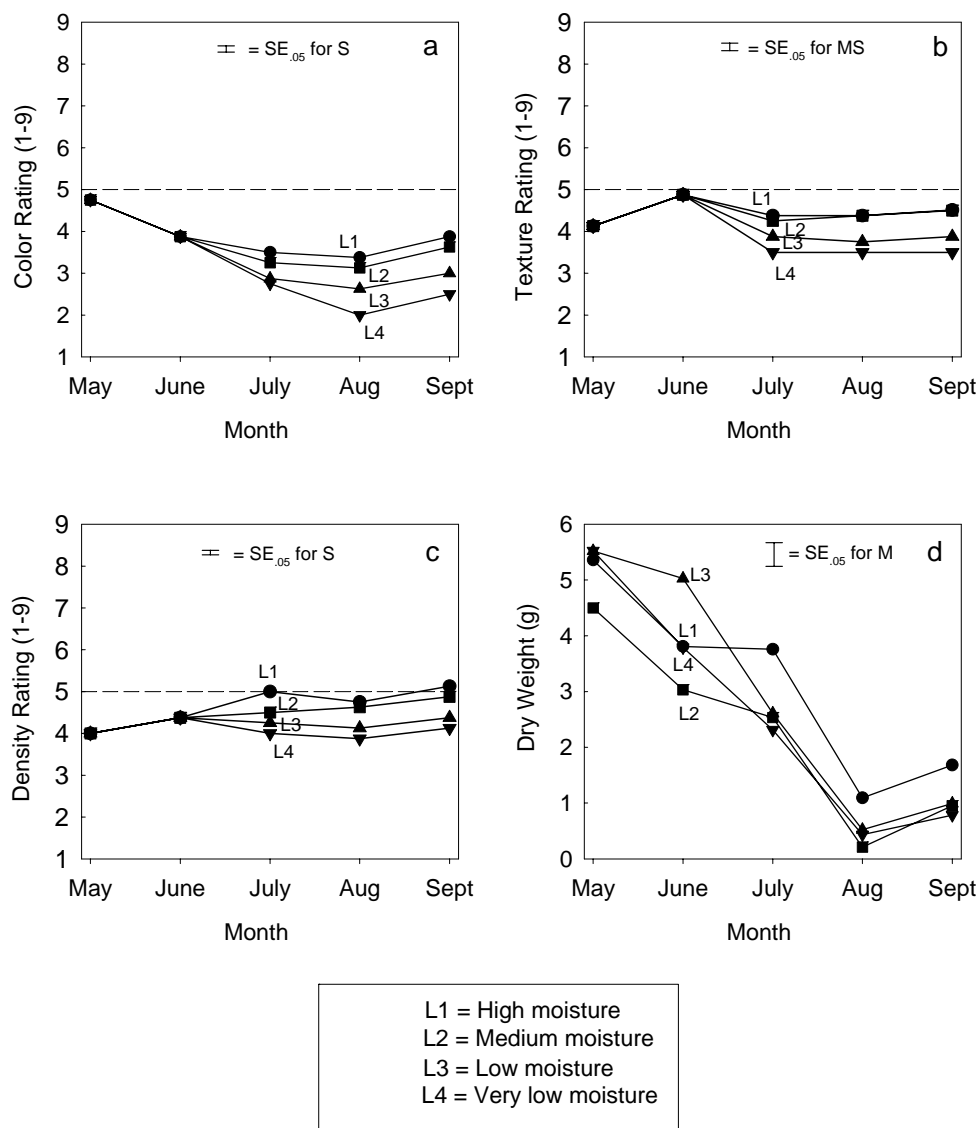 a
= SE.05 for S
Color Rating (1-9)
9
8
7
6
5
4
3
2
1
L1
L2
L3
L4
May June July Aug Sept
Month
b
= SE.05 for MS
Texture Rating (1-9)
9
8
7
6
5
4
3
2
1
L1
L2
L3
L4
May June July Aug Sept
Month
c
= SE.05 for S
Density Rating (1-9)
9
8
7
6
5
4
3
2
1
L1
L2
L3
L4
May June July Aug Sept
Month
d
= SE.05 for M
Dry Weight (g)
6
5
4
3
2
1
0
L3
L1
L4
L2
May June July Aug Sept
Month
L1 = High moisture
L2 = Medium moisture
L3 = Low moisture
L4 = Very low moisture